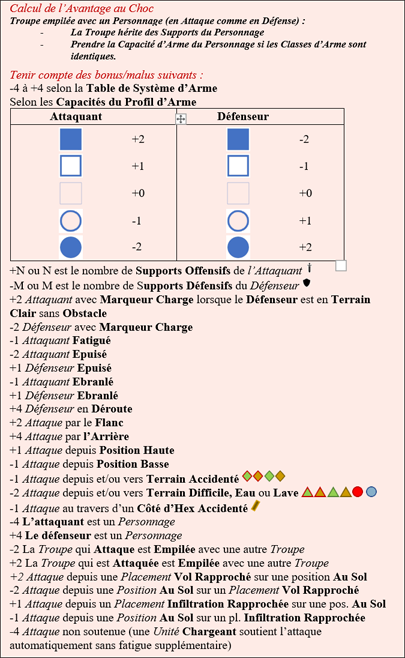 Calcul de l'Avantage au Choc
Troupe empilée avec un Personnage (en Attaque comme en Défense) :
- La Troupe hérite des Supports du Personnage
- Prendre la Capacité d'Arme du Personnage si les Classes d'Arme sont
identiques.
Tenir compte des bonus/malus suivants :
-4 à +4 selon la Table de Système d'Arme
Selon les Capacités du Profil d'Arme
Attaquant Défenseur
+2 -2
+1 -1
+0 +0
-1 +1
-2 +2
+N ou N est le nombre de Supports Offensifs de l'Attaquant
-M ou M est le nombre de Supports Défensifs du Défenseur
+2 Attaquant avec Marqueur Charge lorsque le Défenseur est en Terrain
Clair sans Obstacle
-2 Défenseur avec Marqueur Charge
-1 Attaquant Fatigué
-2 Attaquant Epuisé
+1 Défenseur Epuisé
-1 Attaquant Ebranlé
+1 Défenseur Ebranlé
+4 Défenseur en Déroute
+2 Attaque par le Flanc
+4 Attaque par l'Arrière
+1 Attaque depuis Position Haute
-1 Attaque depuis Position Basse
-1 Attaque depuis et/ou vers Terrain Accidenté
-2 Attaque depuis et/ou vers Terrain Difficile, Eau ou Lave
-1 Attaque au travers d'un Côté d'Hex Accidenté
-4 L'attaquant est un Personnage
+4 Le défenseur est un Personnage
-2 La Troupe qui Attaque est Empilée avec une autre Troupe
+2 La Troupe qui est Attaquée est Empilée avec une autre Troupe
+2 Attaque depuis une Placement Vol Rapproché sur une position Au Sol
-2 Attaque depuis une Position Au Sol sur un Placement Vol Rapproché
+1 Attaque depuis un Placement Infiltration Rapprochée sur une pos. Au Sol
-1 Attaque depuis une Position Au Sol sur un pl. Infiltration Rapprochée
-4 Attaque non soutenue (une Unité Chargeant soutient l'attaque
automatiquement sans fatigue supplémentaire)